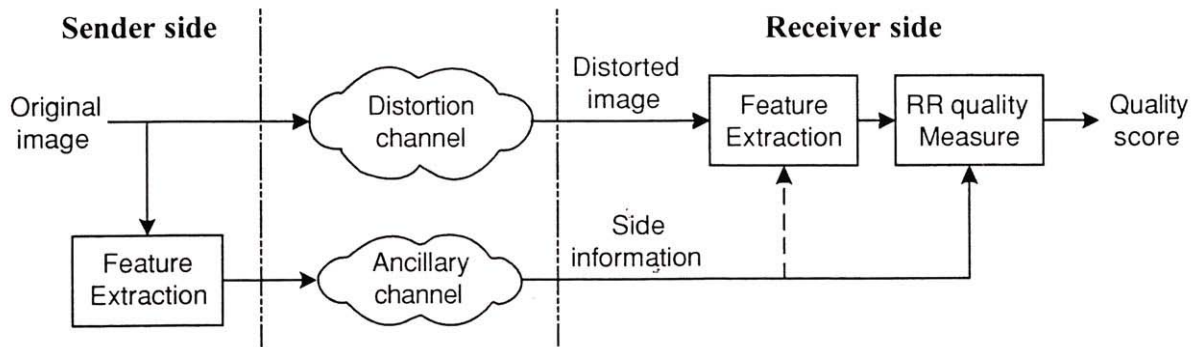 Sender side
Receiver side
Original
image
Distortion
channel
Distorted
image
Feature
Extraction
RR quality
Measure
Quality
score
Feature
Extraction
Ancillary
channel
Side
information